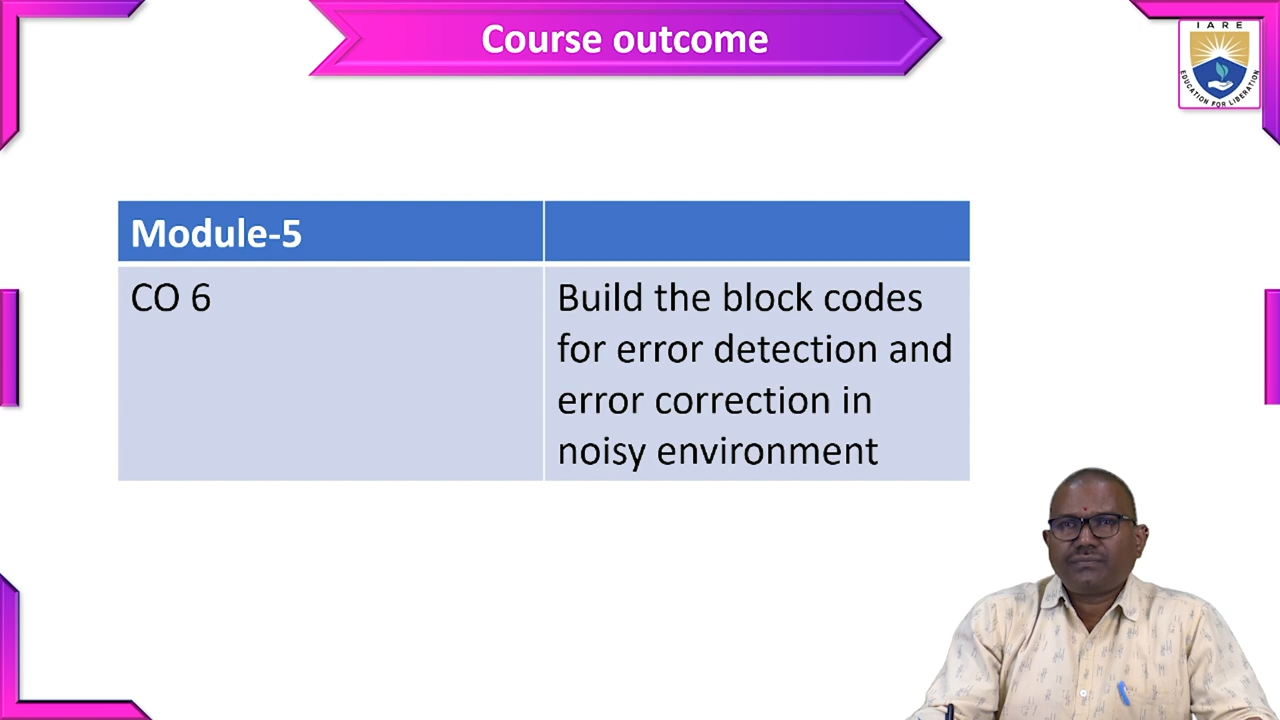 Course outcome
IARE
EDUCATION FOR LIBERATION
Module-5
CO 6
Build the block codes
for error detection and
error correction in
noisy environment